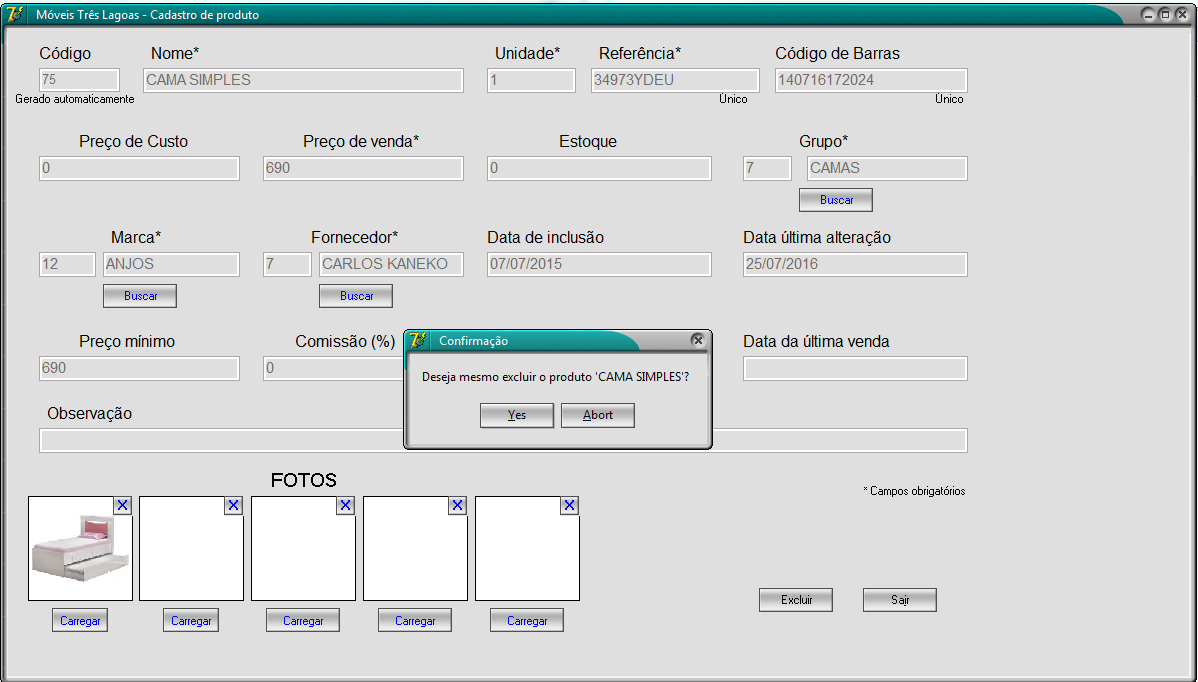 Móveis Três Lagoas - Cadastro de produto
Código Nome* Unidade* Referência* Código de Barras
75 CAMA SIMPLES 1 34973YDEU 140716172024
Gerado automaticamente Único Único
Preço de Custo Preço de venda* Estoque Grupo*
0 690 0 7 CAMAS
Buscar
Marca* Fornecedor* Data de inclusão Data última alteração
12 ANJOS 7 CARLOS KANEKO 07/07/2015 25/07/2016
Buscar Buscar
Preço mínimo Comissão (%) Data da última venda
690 0
Confirmação
Deseja mesmo excluir o produto 'CAMA SIMPLES'?
Yes Abort
Observação
FOTOS
* Campos obrigatórios
X X X X X
Carregar Carregar Carregar Carregar Carregar
Excluir Sair